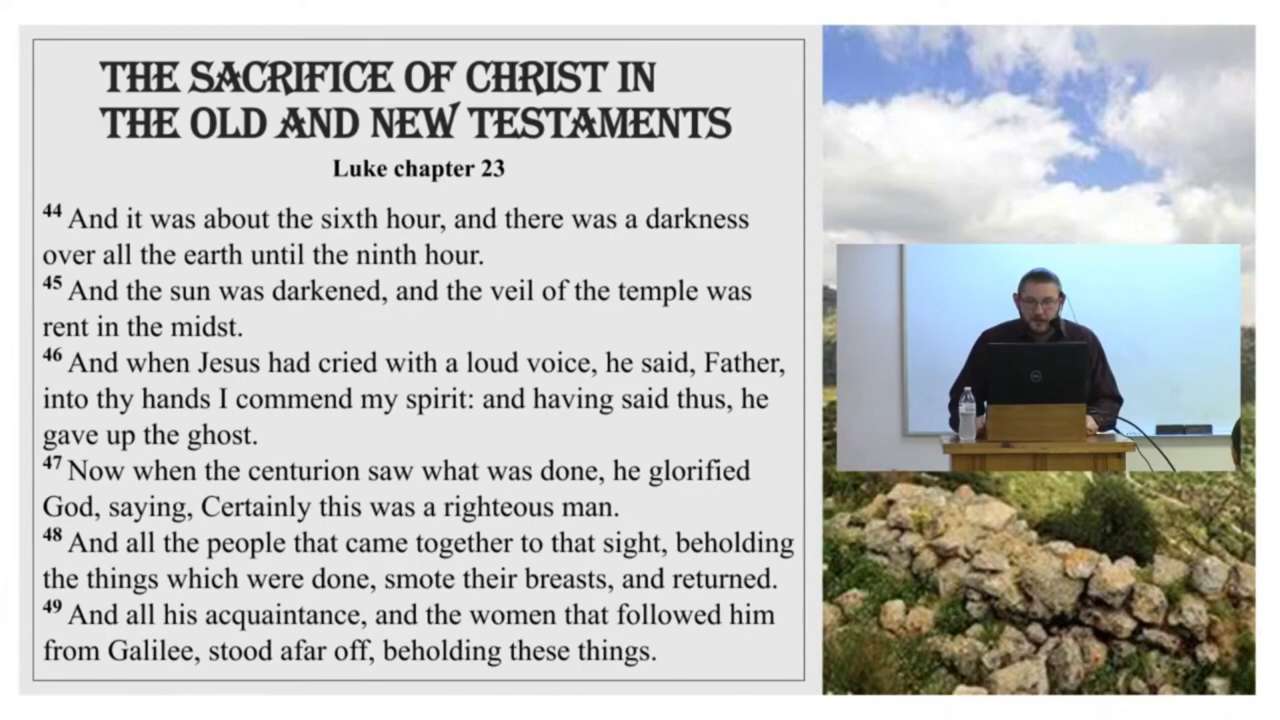 THE SACRIFICE OF CHRIST IN
THE OLD AND NEW TESTAMENTS
Luke chapter 23
44 And it was about the sixth hour, and there was a darkness
over all the earth until the ninth hour.
45 And the sun was darkened, and the veil of the temple was
rent in the midst.
46 And when Jesus had cried with a loud voice, he said, Father,
into thy hands I commend my spirit: and having said thus, he
gave up the ghost.
47 Now when the centurion saw what was done, he glorified
God, saying, Certainly this was a righteous man.
48 And all the people that came together to that sight, beholding
the things which were done, smote their breasts, and returned.
49 And all his acquaintance, and the women that followed him
from Galilee, stood afar off, beholding these things.